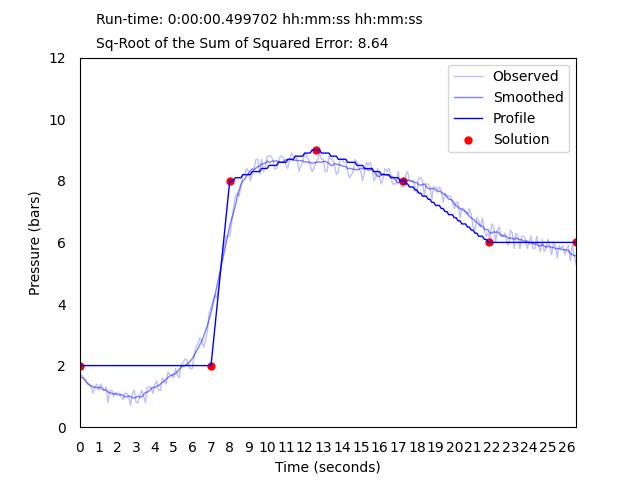 Run-time: 0:00:00.499702 hh:mm:ss hh:mm:ss
Sq-Root of the Sum of Squared Error: 8.64
12
10
8
6
4
2
0
Pressure (bars)
Observed
Smoothed
Profile
Solution
0 1 2 3 4 5 6 7 8 9 10 11 12 13 14 15 16 17 18 19 20 21 22 23 24 25 26
Time (seconds)